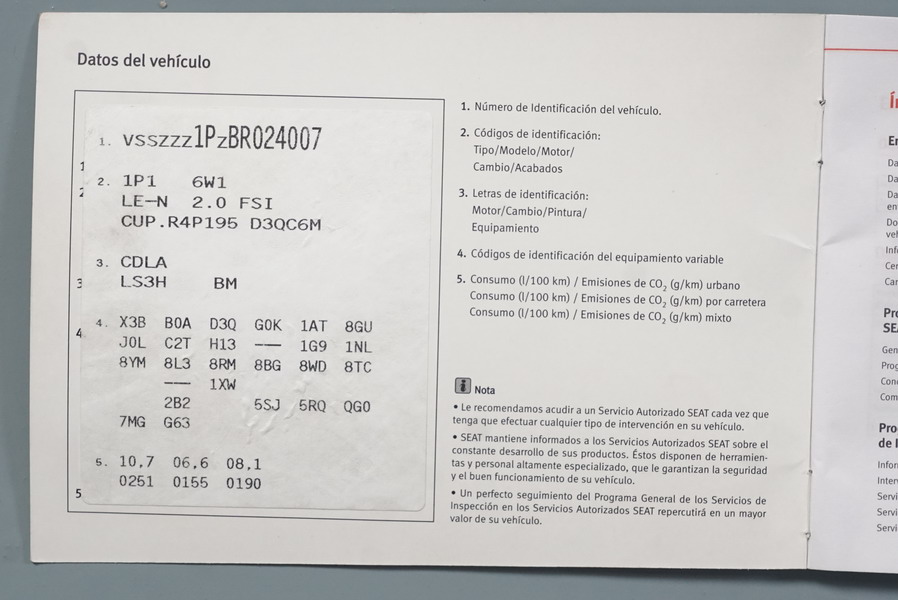 Datos del vehículo
1. VSSZZZ1PZBR024007
2. 1P1 6W1
LE-N 2.0 FSI
CUP.R4P195 D3QC6M
3. CDLA
LS3H BM
4. X3B B0A D3Q G0K 1AT 8GU
J0L C2T H13 --- 1G9 1NL
8YM 8L3 8RM 8BG 8WD 8TC
--- 1XW
2B2 5SJ 5RQ QG0
7MG G63
5. 10,7 06,6 08,1
0251 0155 0190
1
2
3
4
5
1. Número de Identificación del vehículo.
2. Códigos de identificación:
Tipo/Modelo/Motor/
Cambio/Acabados
3. Letras de identificación:
Motor/Cambio/Pintura/
Equipamiento
4. Códigos de identificación del equipamiento variable
5. Consumo (l/100 km) / Emisiones de CO2 (g/km) urbano
Consumo (l/100 km) / Emisiones de CO2 (g/km) por carretera
Consumo (l/100 km) / Emisiones de CO2 (g/km) mixto
i Nota
• Le recomendamos acudir a un Servicio Autorizado SEAT cada vez que
tenga que efectuar cualquier tipo de intervención en su vehículo.
• SEAT mantiene informados a los Servicios Autorizados SEAT sobre el
constante desarrollo de sus productos. Éstos disponen de herramien-
tas y personal altamente especializado, que le garantizan la seguridad
y el buen funcionamiento de su vehículo.
• Un perfecto seguimiento del Programa General de los Servicios de
Inspección en los Servicios Autorizados SEAT repercutirá en un mayor
valor de su vehículo.